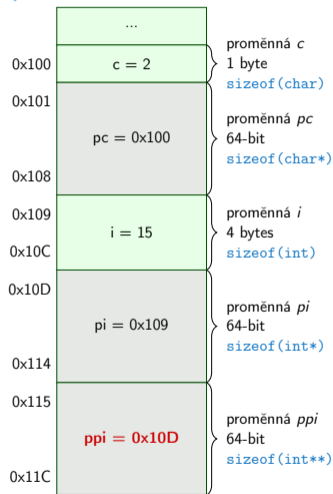 ...
0x100
c = 2
proměnná c
1 byte
sizeof(char)
0x101
pc = 0x100
0x108
proměnná pc
64-bit
sizeof(char*)
0x109
i = 15
0x10C
proměnná i
4 bytes
sizeof(int)
0x10D
pi = 0x109
0x114
proměnná pi
64-bit
sizeof(int*)
0x115
ppi = 0x10D
0x11C
proměnná ppi
64-bit
sizeof(int**)